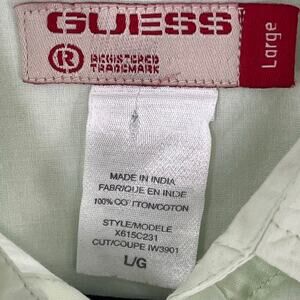 GUESS
® REGISTERED
TRADEMARK
Large
MADE IN INDIA
FABRIQUE EN INDE
100% COTTON/COTON
STYLE/MODELE
X615C231
CUT/COUPE IW3901
L/G